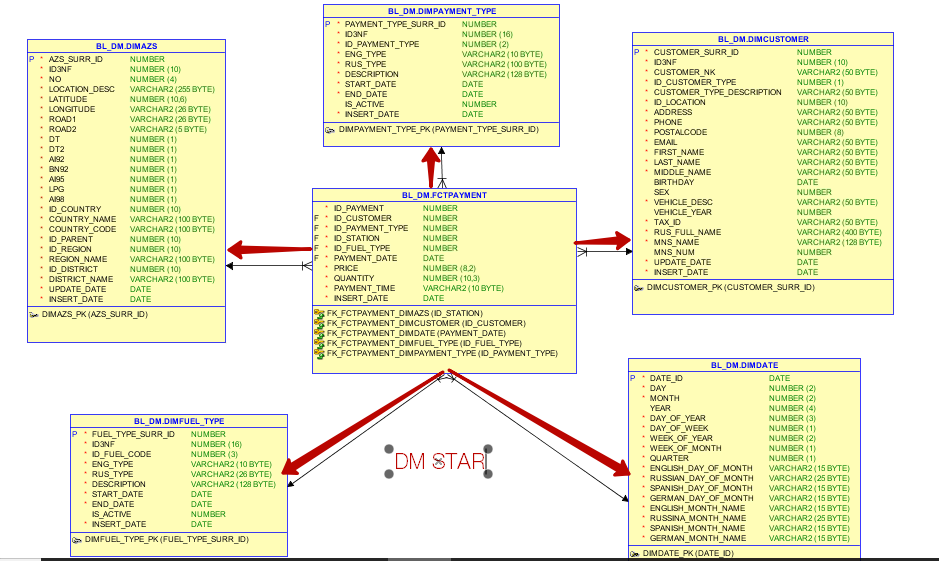 BL_DM.DIMPAYMENT_TYPE
P * PAYMENT_TYPE_SURR_ID NUMBER
* ID3NF NUMBER (16)
* ID_PAYMENT_TYPE NUMBER (2)
* ENG_TYPE VARCHAR2 (10 BYTE)
* RUS_TYPE VARCHAR2 (100 BYTE)
* DESCRIPTION VARCHAR2 (128 BYTE)
* START_DATE DATE
* END_DATE DATE
IS_ACTIVE NUMBER
* INSERT_DATE DATE
DIMPAYMENT_TYPE_PK (PAYMENT_TYPE_SURR_ID)
BL_DM.DIMAZS
P * AZS_SURR_ID NUMBER
* ID3NF NUMBER (10)
* NO NUMBER (4)
* LOCATION_DESC VARCHAR2 (255 BYTE)
* LATITUDE NUMBER (10,6)
* LONGITUDE VARCHAR2 (26 BYTE)
* ROAD1 VARCHAR2 (26 BYTE)
* ROAD2 VARCHAR2 (5 BYTE)
* DT NUMBER (1)
* DT2 NUMBER (1)
* AI92 NUMBER (1)
* BN92 NUMBER (1)
* AI95 NUMBER (1)
* LPG NUMBER (1)
* AI98 NUMBER (1)
* ID_COUNTRY NUMBER (10)
* COUNTRY_NAME VARCHAR2 (100 BYTE)
* COUNTRY_CODE VARCHAR2 (100 BYTE)
* ID_PARENT NUMBER (10)
* ID_REGION NUMBER (10)
* REGION_NAME VARCHAR2 (100 BYTE)
* ID_DISTRICT NUMBER (10)
* DISTRICT_NAME VARCHAR2 (100 BYTE)
* UPDATE_DATE DATE
* INSERT_DATE DATE
DIMAZS_PK (AZS_SURR_ID)
BL_DM.DIMCUSTOMER
P * CUSTOMER_SURR_ID NUMBER
* ID3NF NUMBER (10)
* CUSTOMER_NK VARCHAR2 (50 BYTE)
* ID_CUSTOMER_TYPE NUMBER (1)
* CUSTOMER_TYPE_DESCRIPTION VARCHAR2 (50 BYTE)
* ID_LOCATION NUMBER (10)
* ADDRESS VARCHAR2 (50 BYTE)
* PHONE VARCHAR2 (50 BYTE)
* POSTALCODE NUMBER (8)
* EMAIL VARCHAR2 (50 BYTE)
* FIRST_NAME VARCHAR2 (50 BYTE)
* LAST_NAME VARCHAR2 (50 BYTE)
* MIDDLE_NAME VARCHAR2 (50 BYTE)
BIRTHDAY DATE
SEX NUMBER
* VEHICLE_DESC VARCHAR2 (50 BYTE)
VEHICLE_YEAR NUMBER
* TAX_ID VARCHAR2 (50 BYTE)
* RUS_FULL_NAME VARCHAR2 (400 BYTE)
* MNS_NAME VARCHAR2 (128 BYTE)
MNS_NUM NUMBER
* UPDATE_DATE DATE
* INSERT_DATE DATE
DIMCUSTOMER_PK (CUSTOMER_SURR_ID)
BL_DM.FCTPAYMENT
* ID_PAYMENT NUMBER
F * ID_CUSTOMER NUMBER
F * ID_PAYMENT_TYPE NUMBER
F * ID_STATION NUMBER
F * ID_FUEL_TYPE NUMBER
F * PAYMENT_DATE DATE
* PRICE NUMBER (8,2)
* QUANTITY NUMBER (10,3)
* PAYMENT_TIME VARCHAR2 (10 BYTE)
* INSERT_DATE DATE
FK_FCTPAYMENT_DIMAZS (ID_STATION)
FK_FCTPAYMENT_DIMCUSTOMER (ID_CUSTOMER)
FK_FCTPAYMENT_DIMDATE (PAYMENT_DATE)
FK_FCTPAYMENT_DIMFUEL_TYPE (ID_FUEL_TYPE)
FK_FCTPAYMENT_DIMPAYMENT_TYPE (ID_PAYMENT_TYPE)
BL_DM.DIMFUEL_TYPE
P * FUEL_TYPE_SURR_ID NUMBER
* ID3NF NUMBER (16)
* ID_FUEL_CODE NUMBER (3)
* ENG_TYPE VARCHAR2 (10 BYTE)
* RUS_TYPE VARCHAR2 (26 BYTE)
* DESCRIPTION VARCHAR2 (128 BYTE)
* START_DATE DATE
* END_DATE DATE
IS_ACTIVE NUMBER
* INSERT_DATE DATE
DIMFUEL_TYPE_PK (FUEL_TYPE_SURR_ID)
DM STAR
BL_DM.DIMDATE
P * DATE_ID DATE
* DAY NUMBER (2)
* MONTH NUMBER (2)
YEAR NUMBER (4)
* DAY_OF_YEAR NUMBER (3)
* DAY_OF_WEEK NUMBER (1)
* WEEK_OF_YEAR NUMBER (2)
* WEEK_OF_MONTH NUMBER (1)
* QUARTER NUMBER (1)
* ENGLISH_DAY_OF_MONTH VARCHAR2 (15 BYTE)
* RUSSIAN_DAY_OF_MONTH VARCHAR2 (25 BYTE)
* SPANISH_DAY_OF_MONTH VARCHAR2 (15 BYTE)
* GERMAN_DAY_OF_MONTH VARCHAR2 (15 BYTE)
* ENGLISH_MONTH_NAME VARCHAR2 (15 BYTE)
* RUSSINA_MONTH_NAME VARCHAR2 (25 BYTE)
* SPANISH_MONTH_NAME VARCHAR2 (15 BYTE)
* GERMAN_MONTH_NAME VARCHAR2 (15 BYTE)
DIMDATE_PK (DATE_ID)